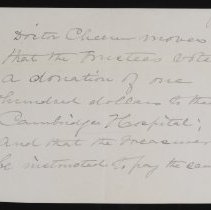 Doctor Chever moves
that the Trustees vote
a donation of one
hundred dollars to the
Cambridge Hospital;
and that the Treasurer
be instructed to pay the same